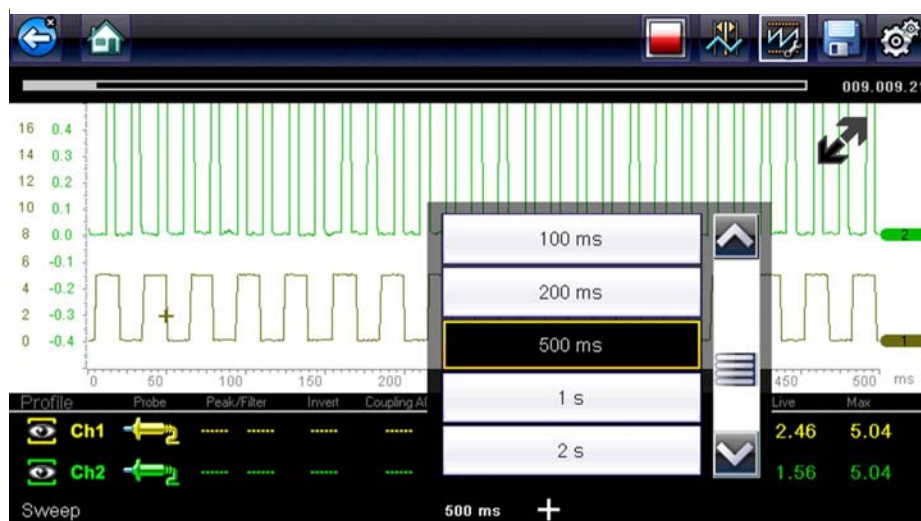 009.009.2
16 0.4
14 0.3
12 0.2
10 0.1
8 0.0
6 -0.1
4 -0.2
2 -0.3
0 -0.4
2
1
100 ms
200 ms
500 ms
1 s
2 s
0 50 100 150 200 450 500 ms
Profile Probe Peak/Filter Invert Coupling Live Max
Ch1 ----- ----- ----- ----- 2.46 5.04
Ch2 ----- ----- ----- ----- 1.56 5.04
Sweep 500 ms +